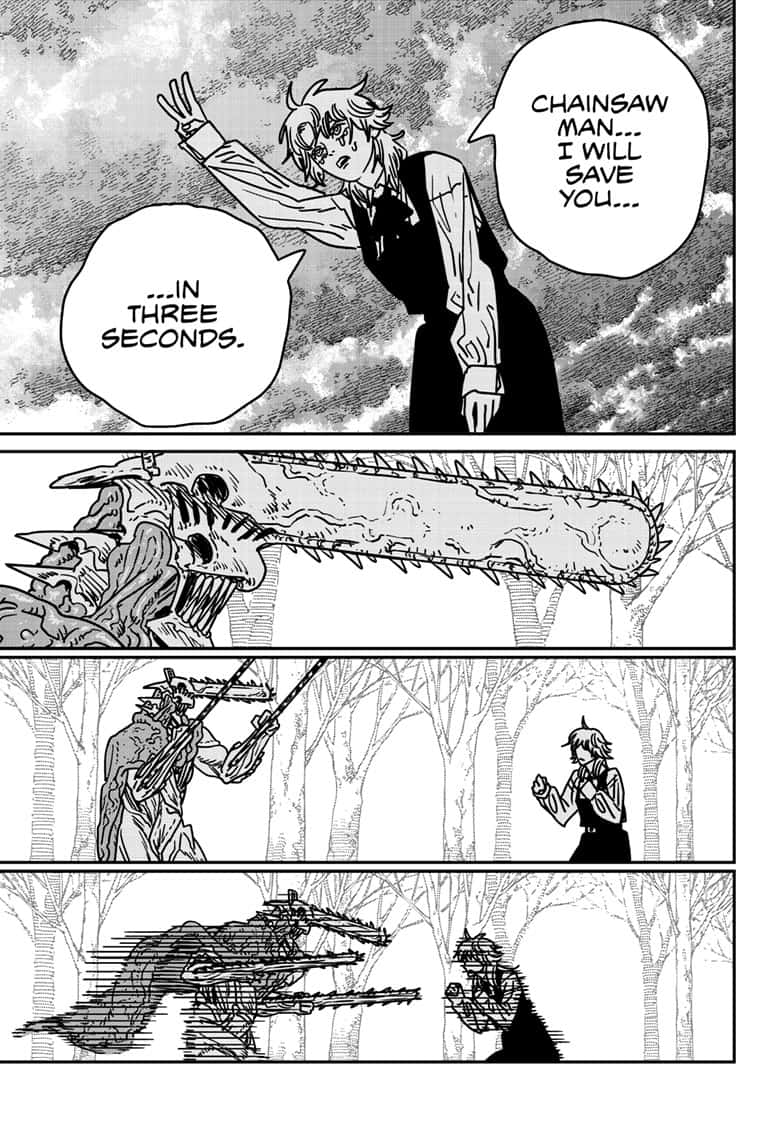 CHAINSAW
MAN...
I WILL
SAVE
YOU...
...IN
THREE
SECONDS.